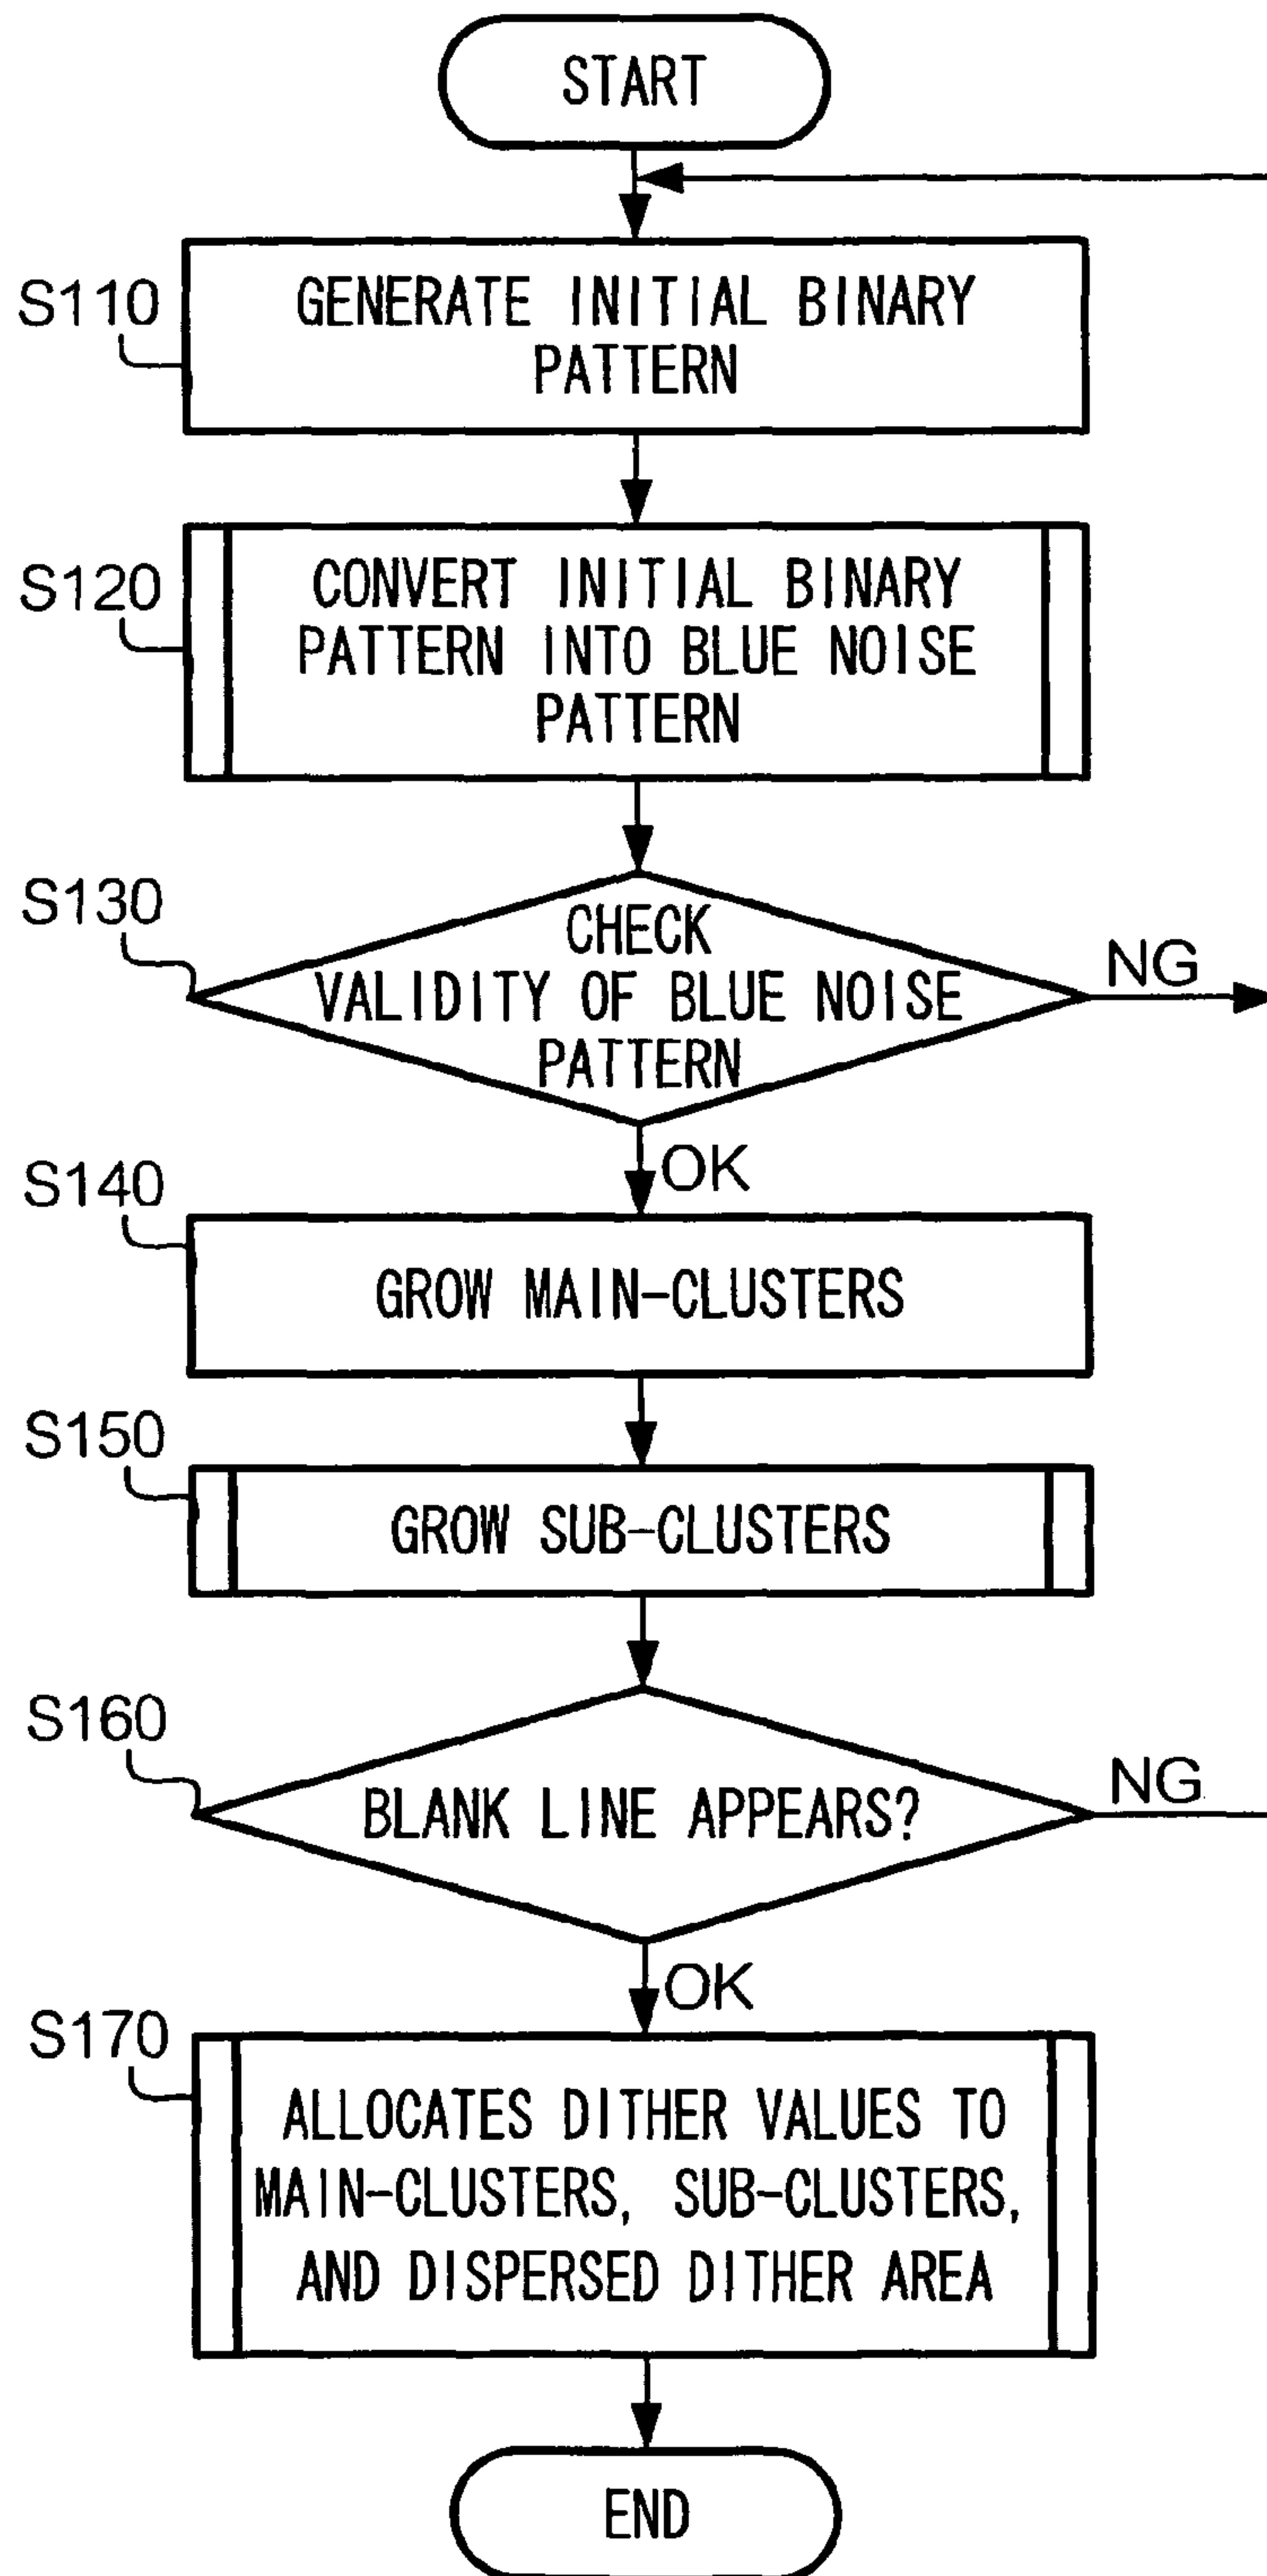 START
S110
GENERATE INITIAL BINARY
PATTERN
S120
CONVERT INITIAL BINARY
PATTERN INTO BLUE NOISE
PATTERN
S130
CHECK
VALIDITY OF BLUE NOISE
PATTERN
NG
OK
S140
GROW MAIN-CLUSTERS
S150
GROW SUB-CLUSTERS
S160
BLANK LINE APPEARS?
NG
OK
S170
ALLOCATES DITHER VALUES TO
MAIN-CLUSTERS, SUB-CLUSTERS,
AND DISPERSED DITHER AREA
END